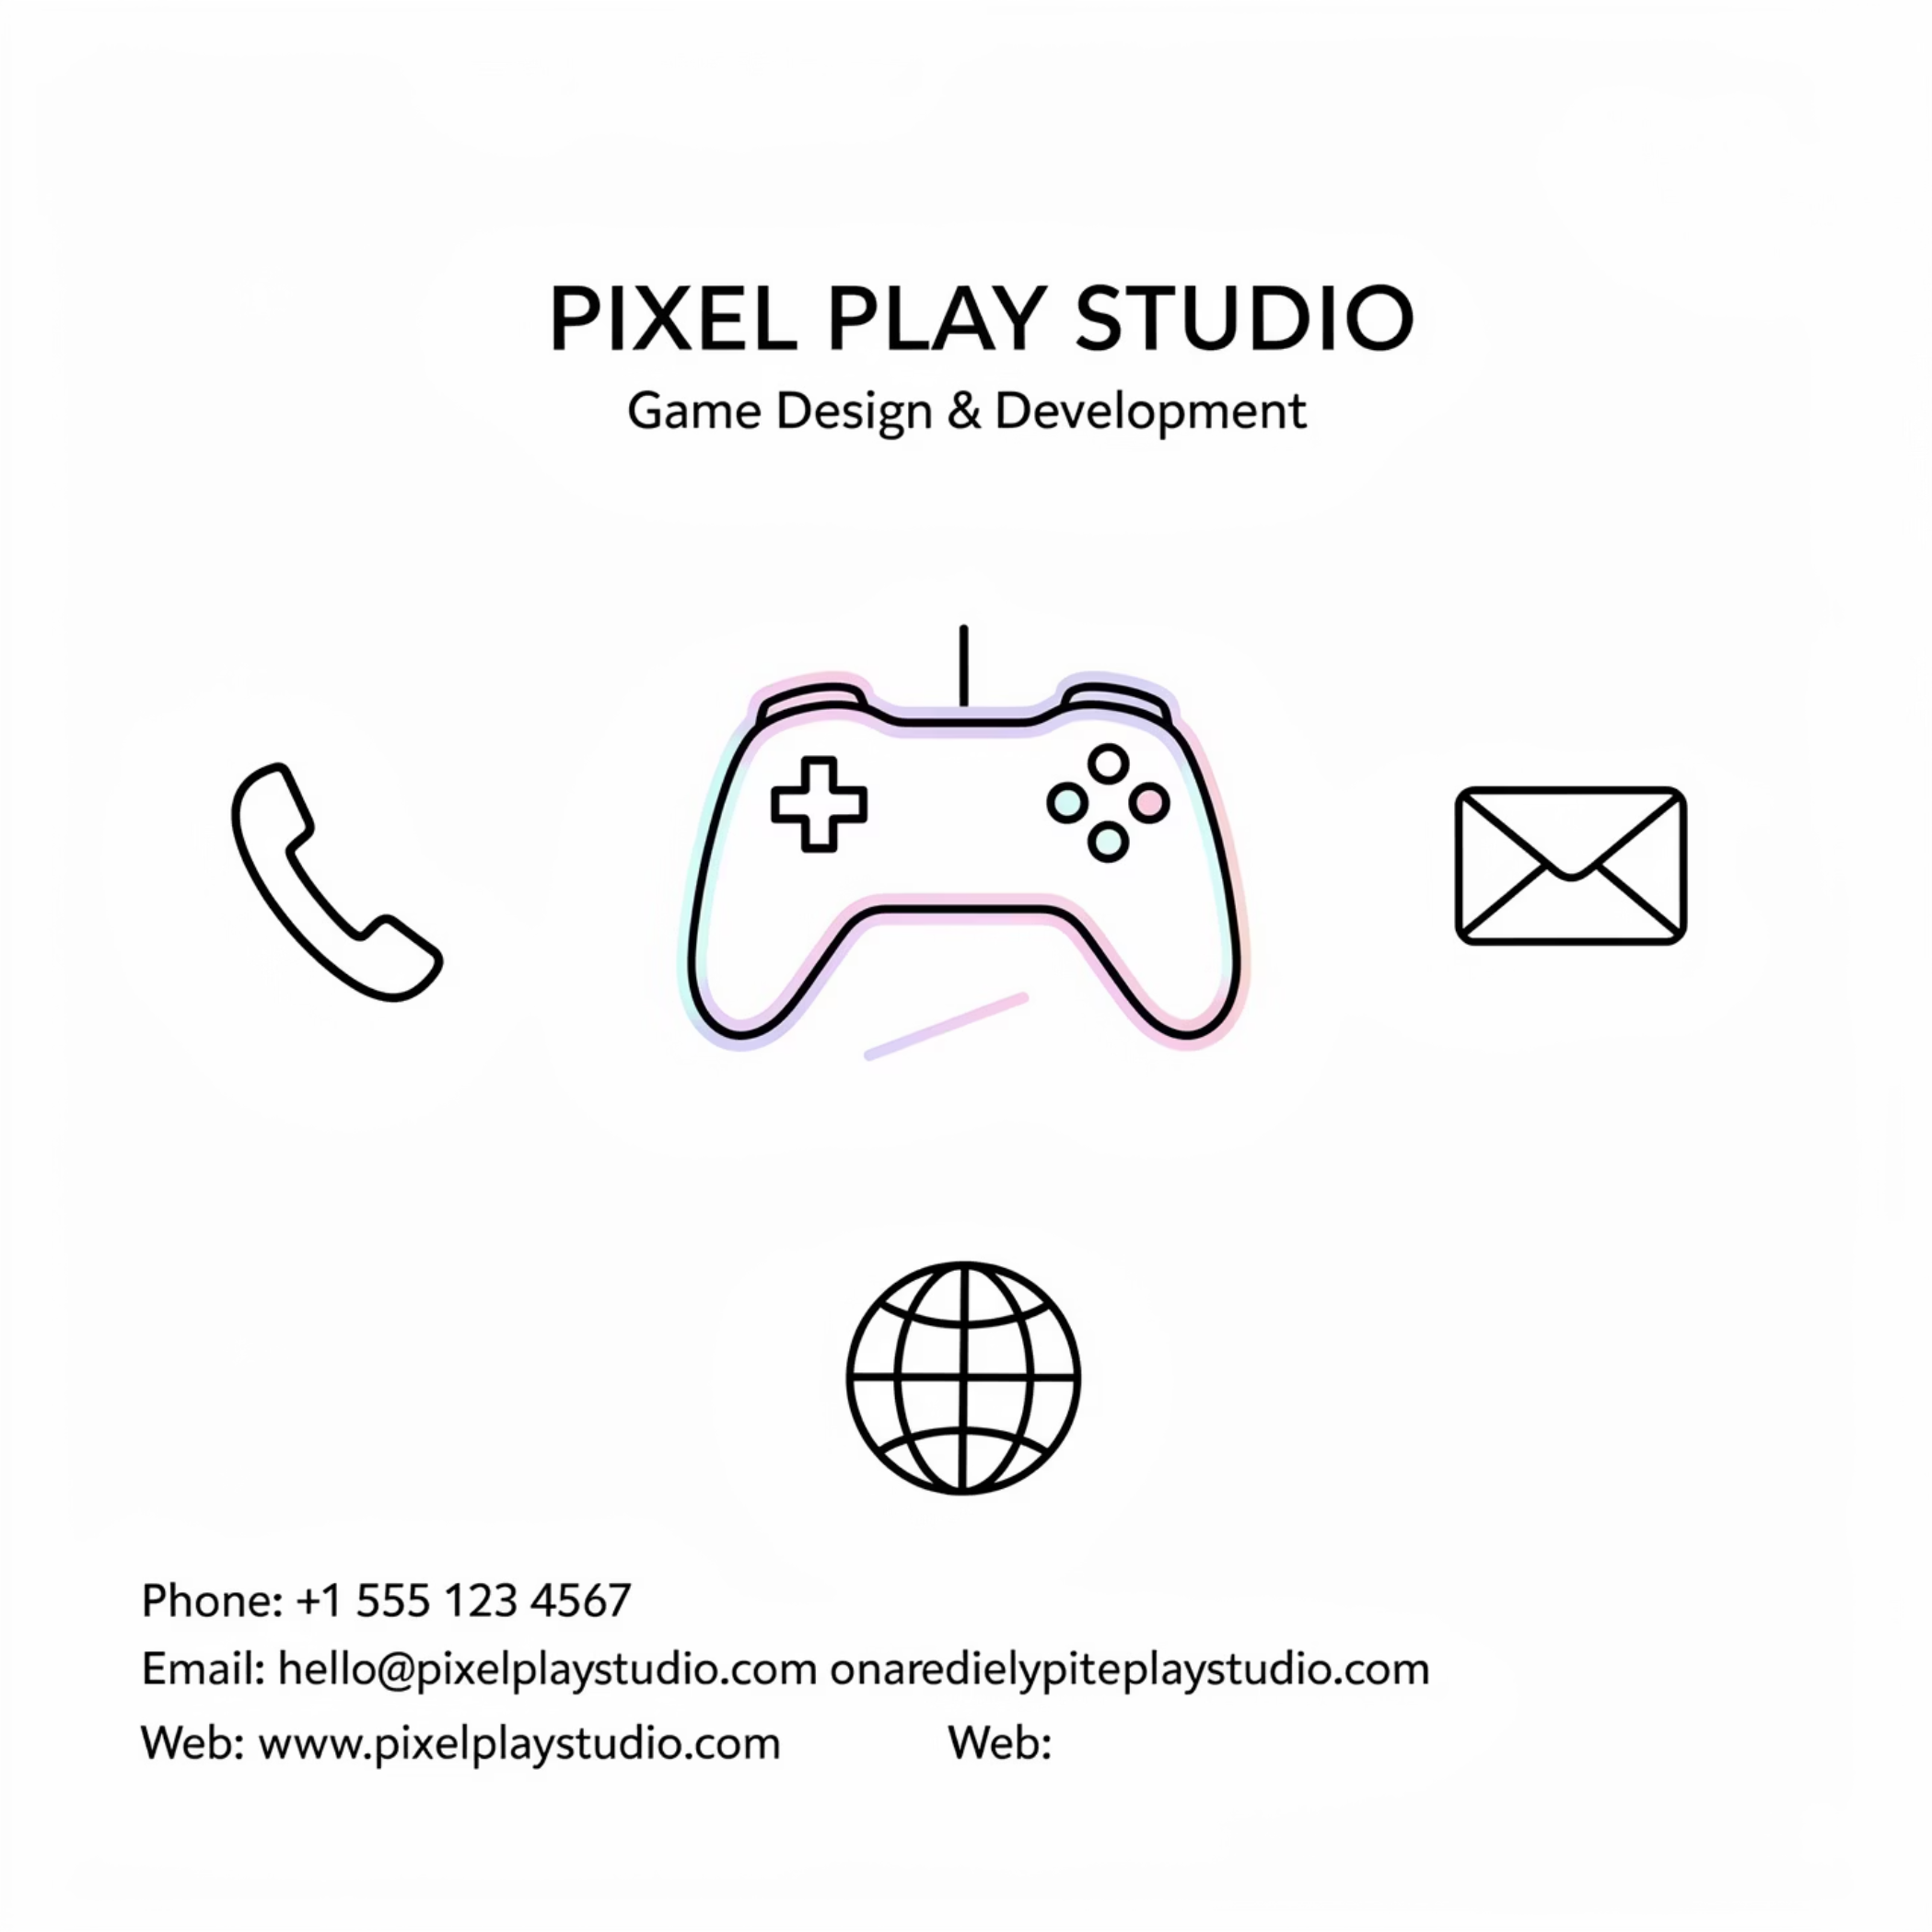 PIXEL PLAY STUDIO
Game Design & Development
Phone: +1 555 123 4567
Email: hello@pixelplaystudio.com onaredielypiteplaystudio.com
Web: www.pixelplaystudio.com Web: